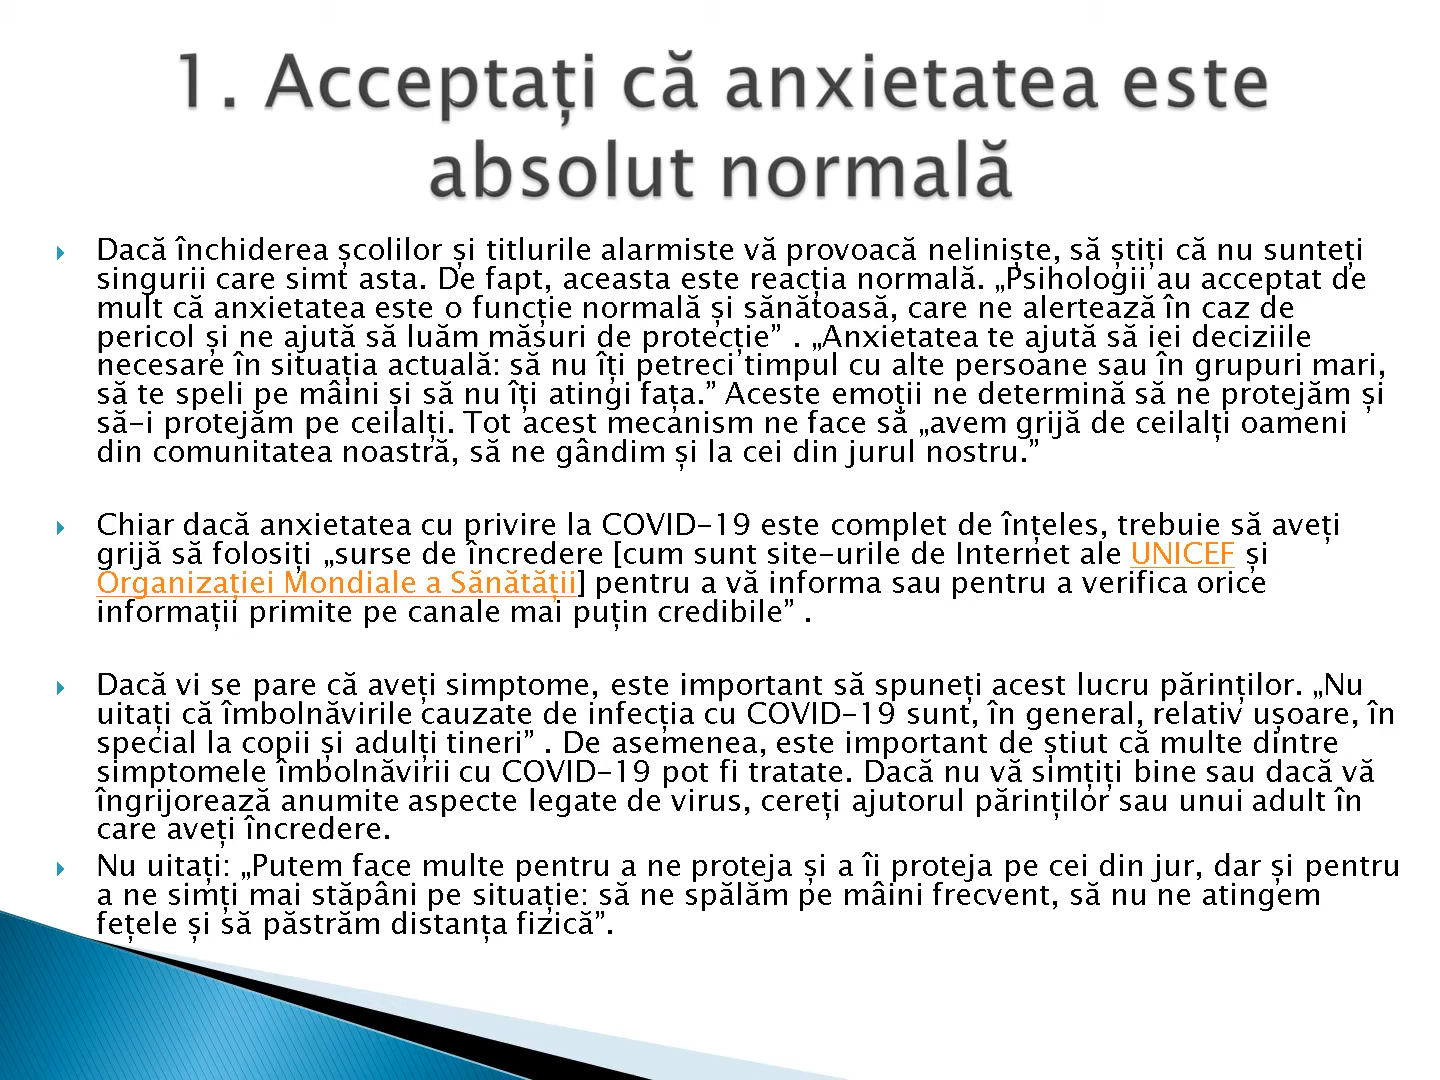 1. Acceptați că anxietatea este
absolut normală
Dacă închiderea școlilor și titlurile alarmiste vă provoacă neliniște, să știți că nu sunteți
singurii care simt asta. De fapt, aceasta este reacția normală. „Psihologii au acceptat de
mult că anxietatea este o funcție normală și sănătoasă, care ne alertează în caz de
pericol și ne ajută să luăm măsuri de protecție” . „Anxietatea te ajută să iei deciziile
necesare în situația actuală: să nu îți petreci timpul cu alte persoane sau în grupuri mari,
să te speli pe mâini și să nu îți atingi fața.” Aceste emoții ne determină să ne protejăm și
să-i protejăm pe ceilalți. Tot acest mecanism ne face să „avem grijă de ceilalți oameni
din comunitatea noastră, să ne gândim și la cei din jurul nostru.”
Chiar dacă anxietatea cu privire la COVID-19 este complet de înțeles, trebuie să aveți
grijă să folosiți „surse de încredere [cum sunt site-urile de Internet ale UNICEF și
Organizației Mondiale a Sănătății] pentru a vă informa sau pentru a verifica orice
informații primite pe canale mai puțin credibile” .
Dacă vi se pare că aveți simptome, este important să spuneți acest lucru părinților. „Nu
uitați că îmbolnăvirile cauzate de infecția cu COVID-19 sunt, în general, relativ ușoare, în
special la copii și adulți tineri” . De asemenea, este important de știut că multe dintre
simptomele îmbolnăvirii cu COVID-19 pot fi tratate. Dacă nu vă simțiți bine sau dacă vă
îngrijorează anumite aspecte legate de virus, cereți ajutorul părinților sau unui adult în
care aveți încredere.
Nu uitați: „Putem face multe pentru a ne proteja și a îi proteja pe cei din jur, dar și pentru
a ne simți mai stăpâni pe situație: să ne spălăm pe mâini frecvent, să nu ne atingem
fețele și să păstrăm distanța fizică”.